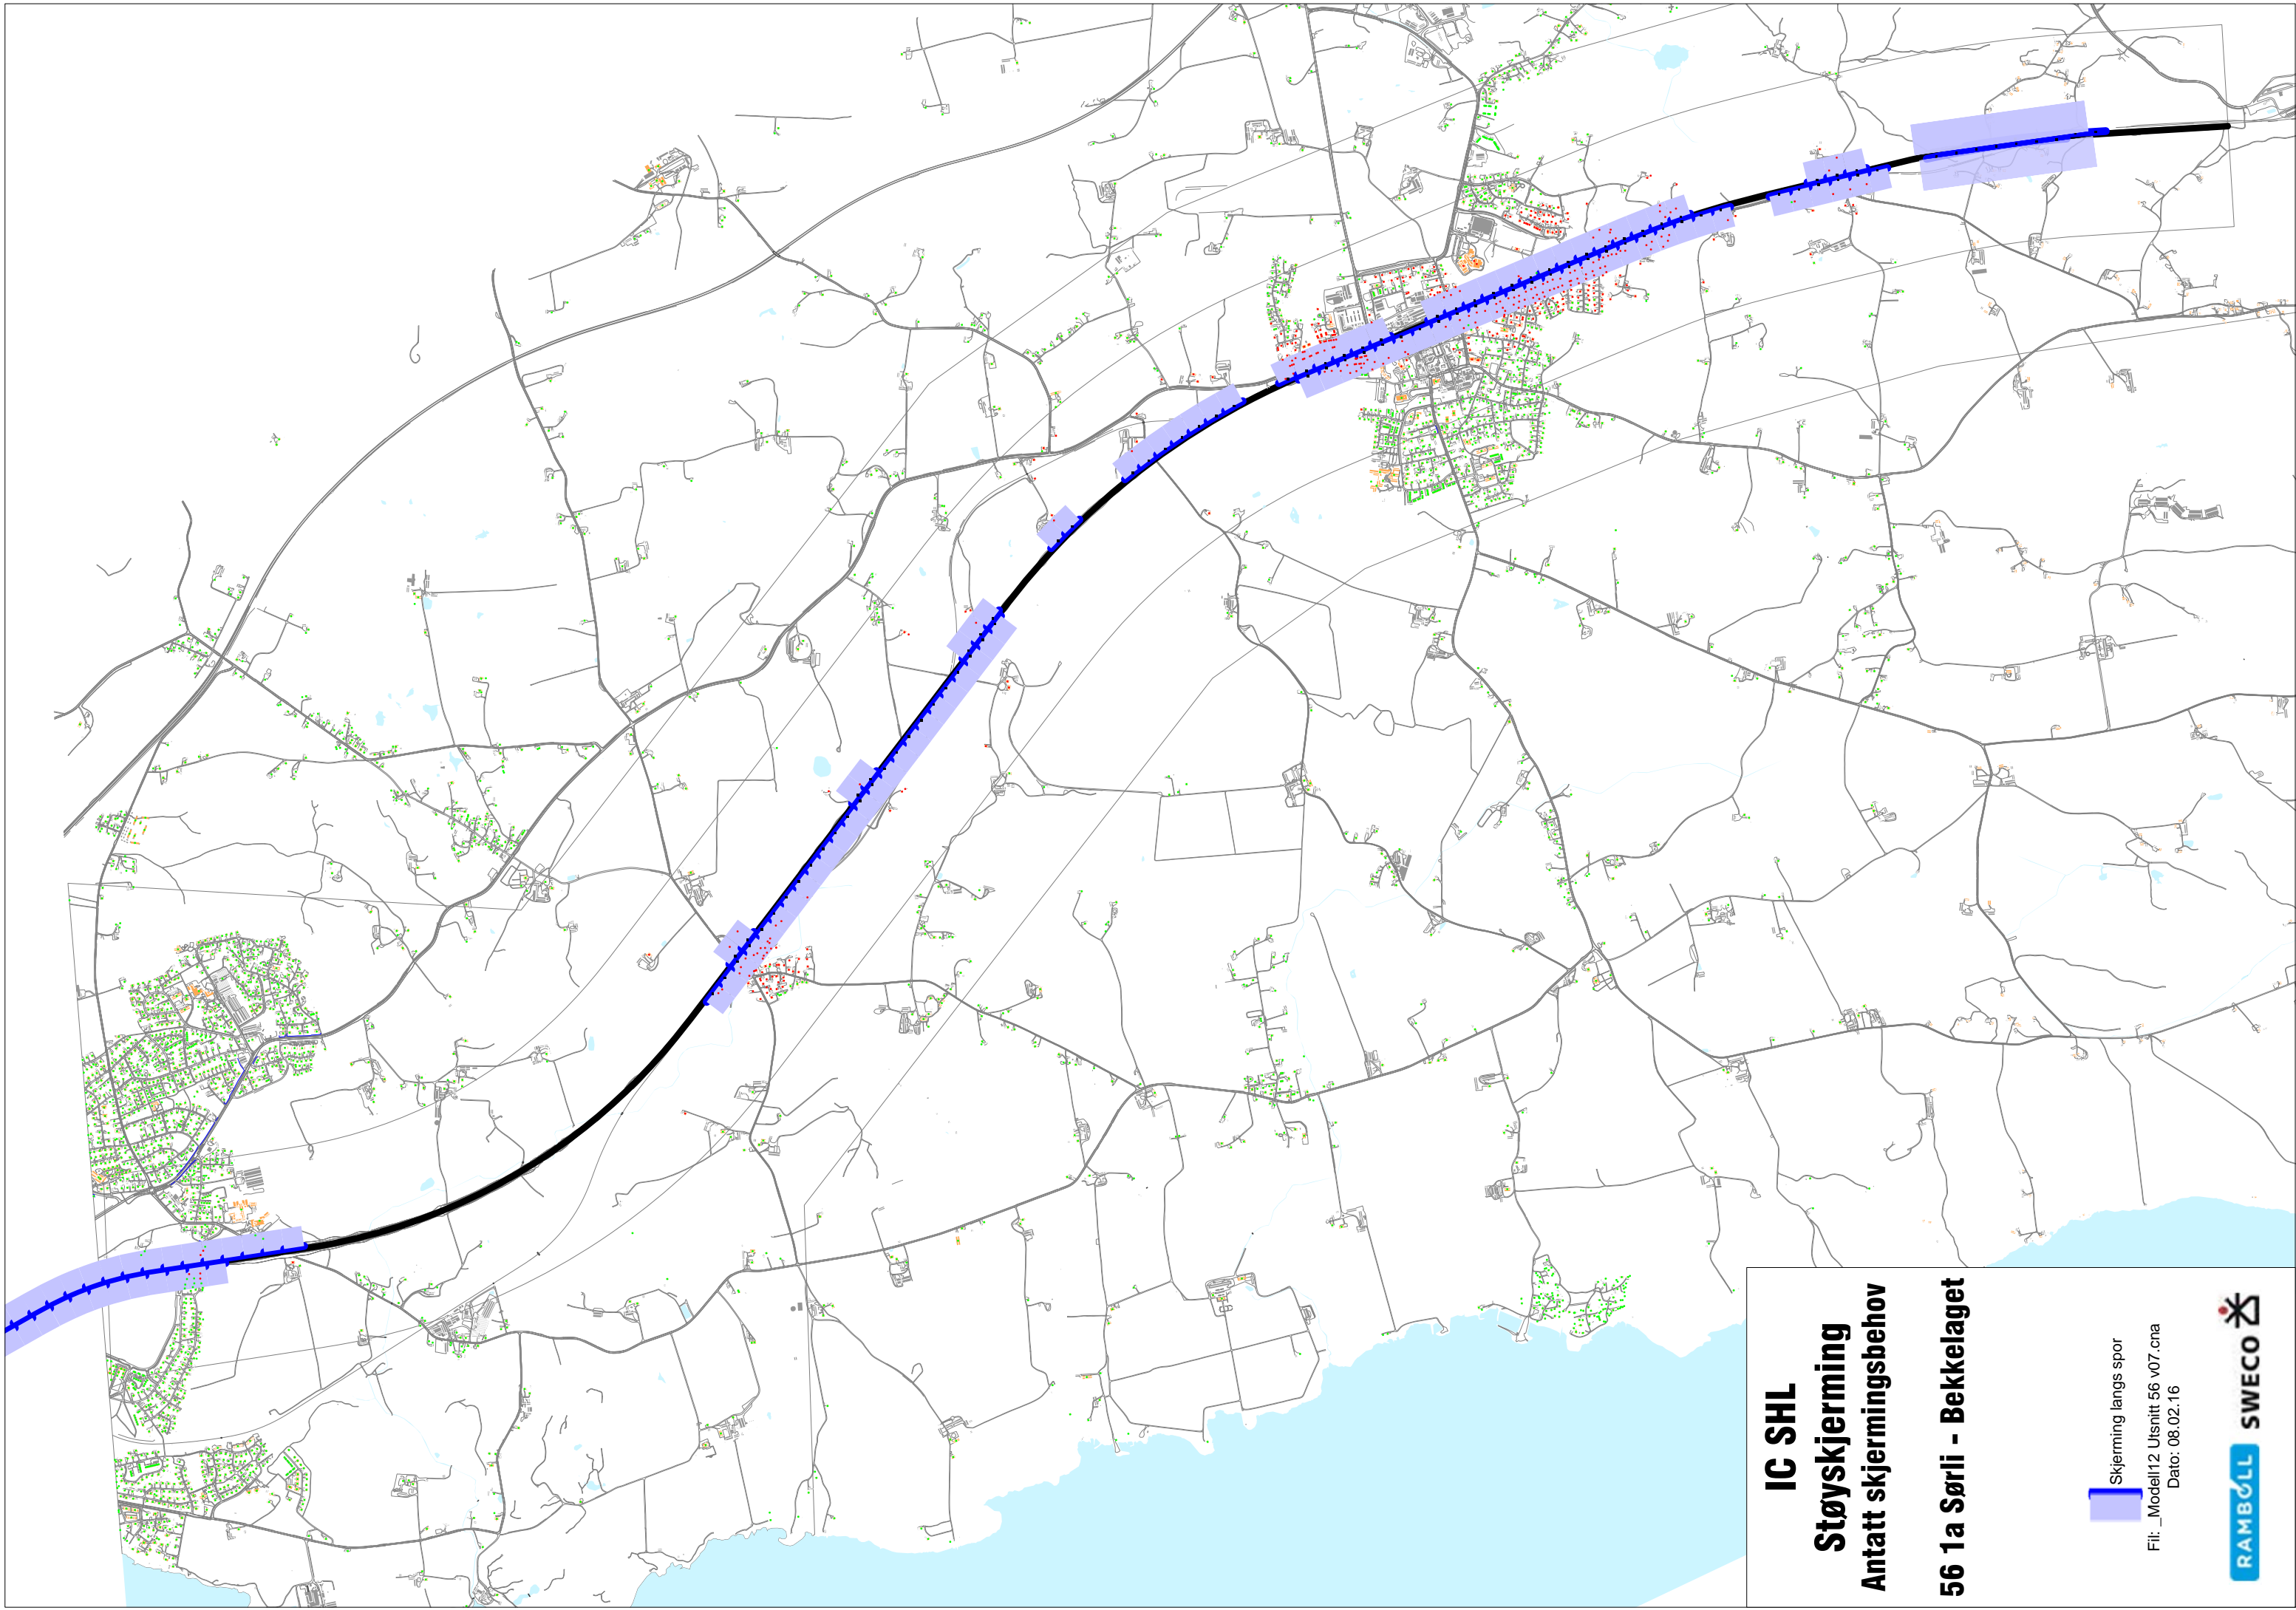 IC SHL
Støyskjerming
Antatt skjermingsbehov
56 1a Sørli - Bekkelaget
Skjerming langs spor
Fil: _Modell12 Utsnitt 56 v07.cna
Dato: 08.02.16
RAMBOLL SWECO